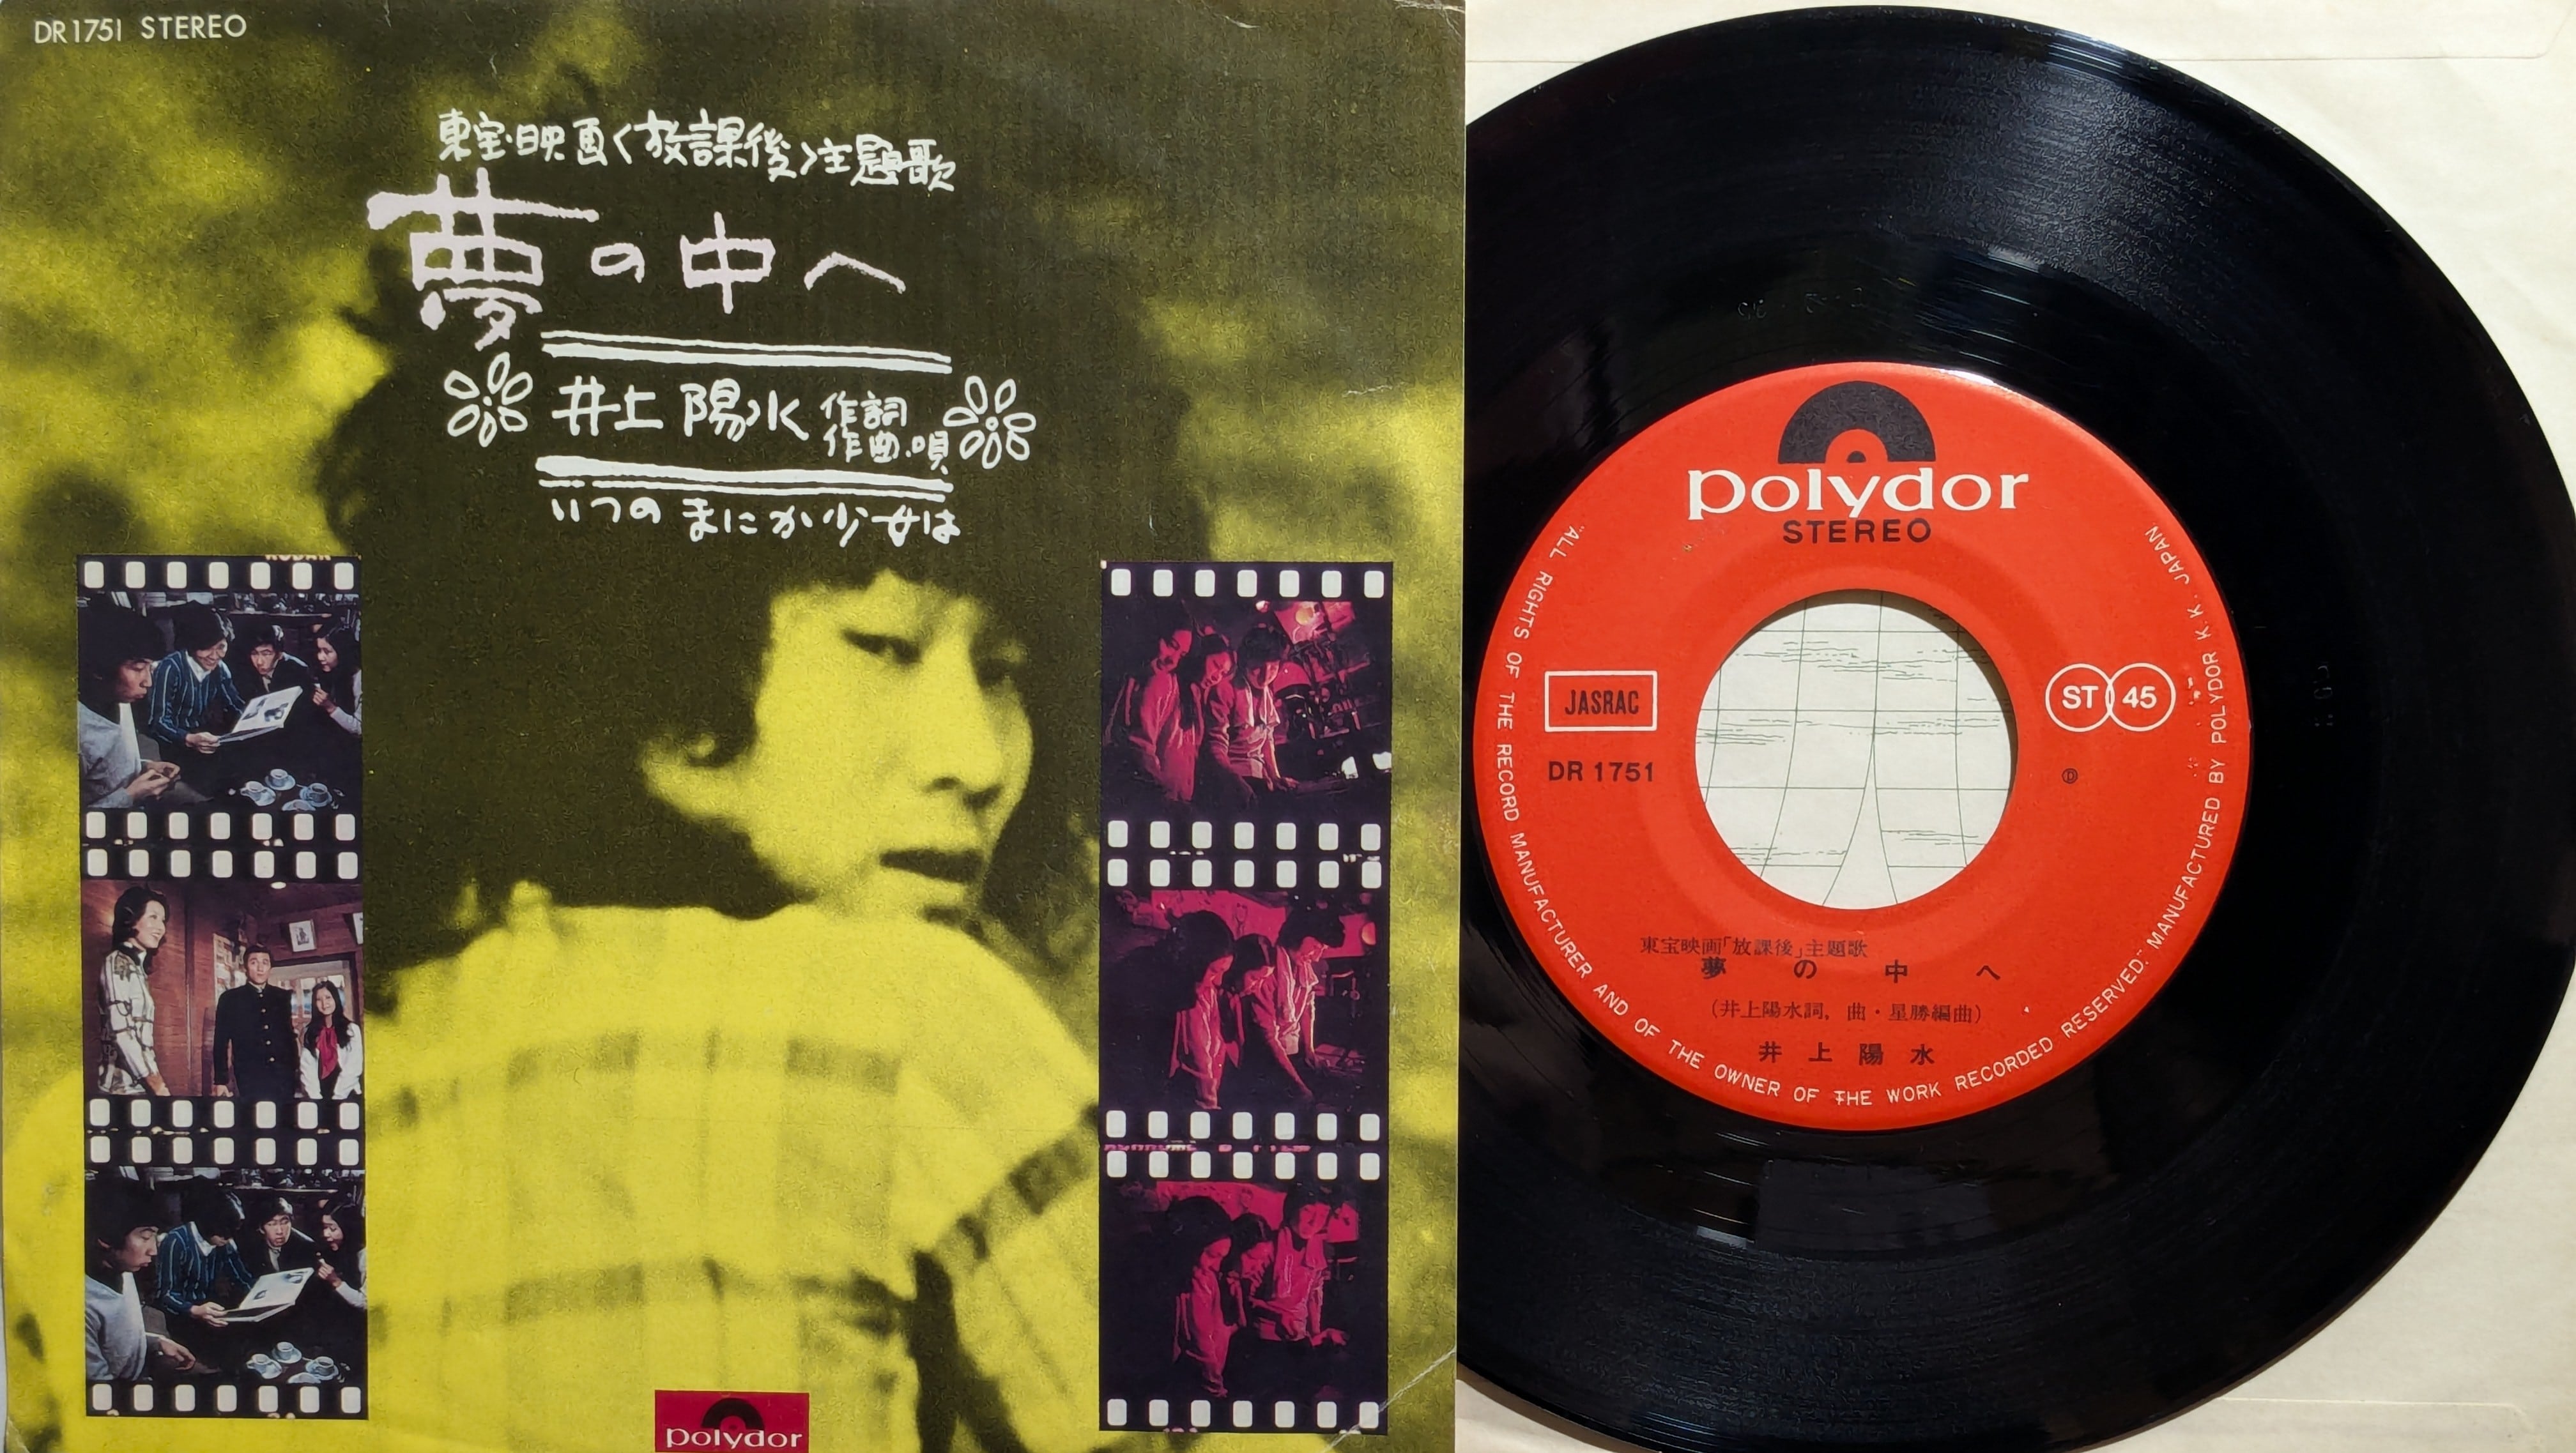 DR1751 STEREO
東宝・映画〈放課後〉主題歌
夢の中へ
井上陽水 作詞
作曲・唄
いつのまにか少女は
polydor
polydor
STEREO
JASRAC
DR 1751
ST 45
Ⓓ
東宝映画「放課後」主題歌
夢の中へ
(井上陽水詞, 曲・星勝編曲)
井上陽水
"ALL RIGHTS OF THE RECORD MANUFACTURER AND OF THE OWNER OF THE WORK RECORDED RESERVED." MANUFACTURED BY POLYDOR K.K. JAPAN